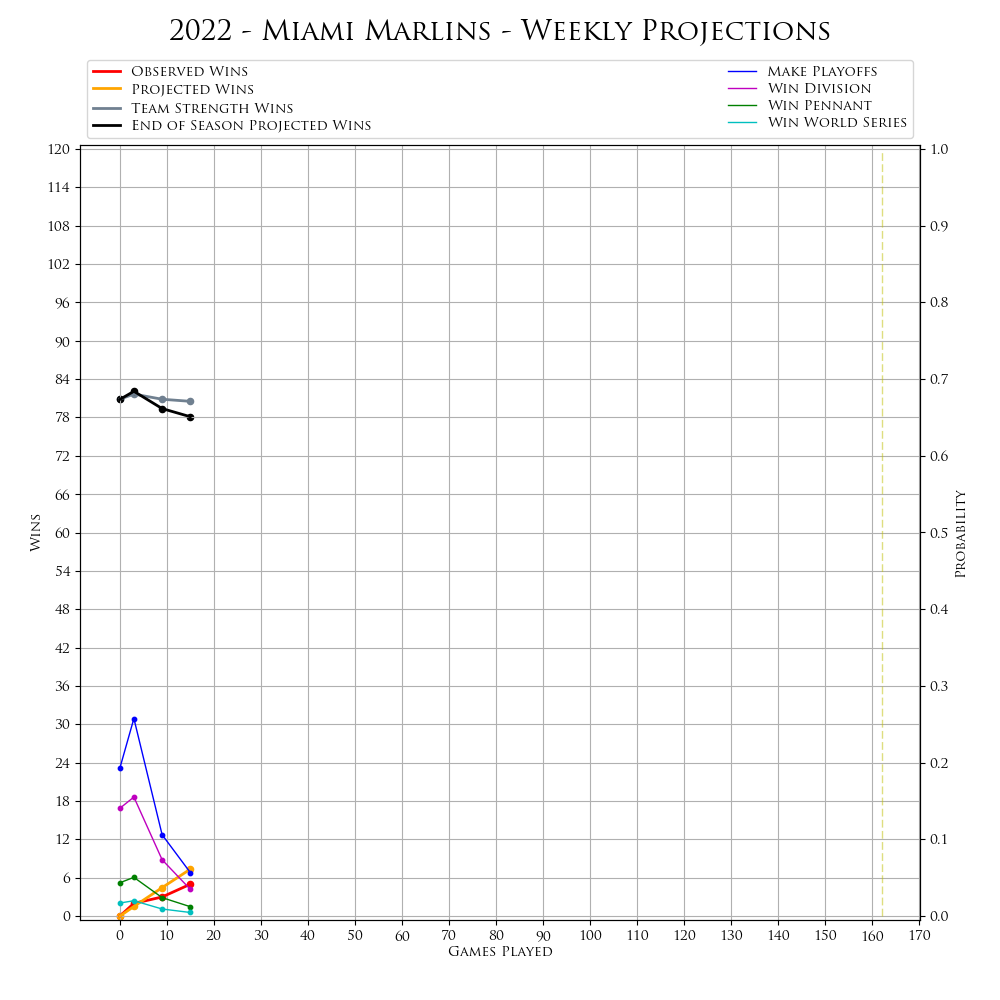 2022 - Miami Marlins - Weekly Projections
Observed Wins
Projected Wins
Team Strength Wins
End of Season Projected Wins
Make Playoffs
Win Division
Win Pennant
Win World Series
120
114
108
102
96
90
84
78
72
66
60
54
48
42
36
30
24
18
12
6
0
Wins
1.0
0.9
0.8
0.7
0.6
0.5
0.4
0.3
0.2
0.1
0.0
Probability
0 10 20 30 40 50 60 70 80 90 100 110 120 130 140 150 160 170
Games Played